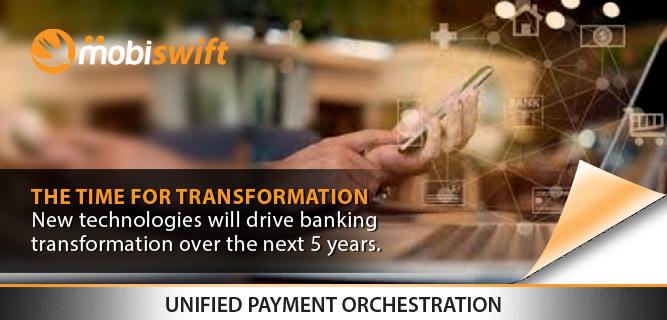 mobiswift
BANK
THE TIME FOR TRANSFORMATION
New technologies will drive banking
transformation over the next 5 years.
UNIFIED PAYMENT ORCHESTRATION